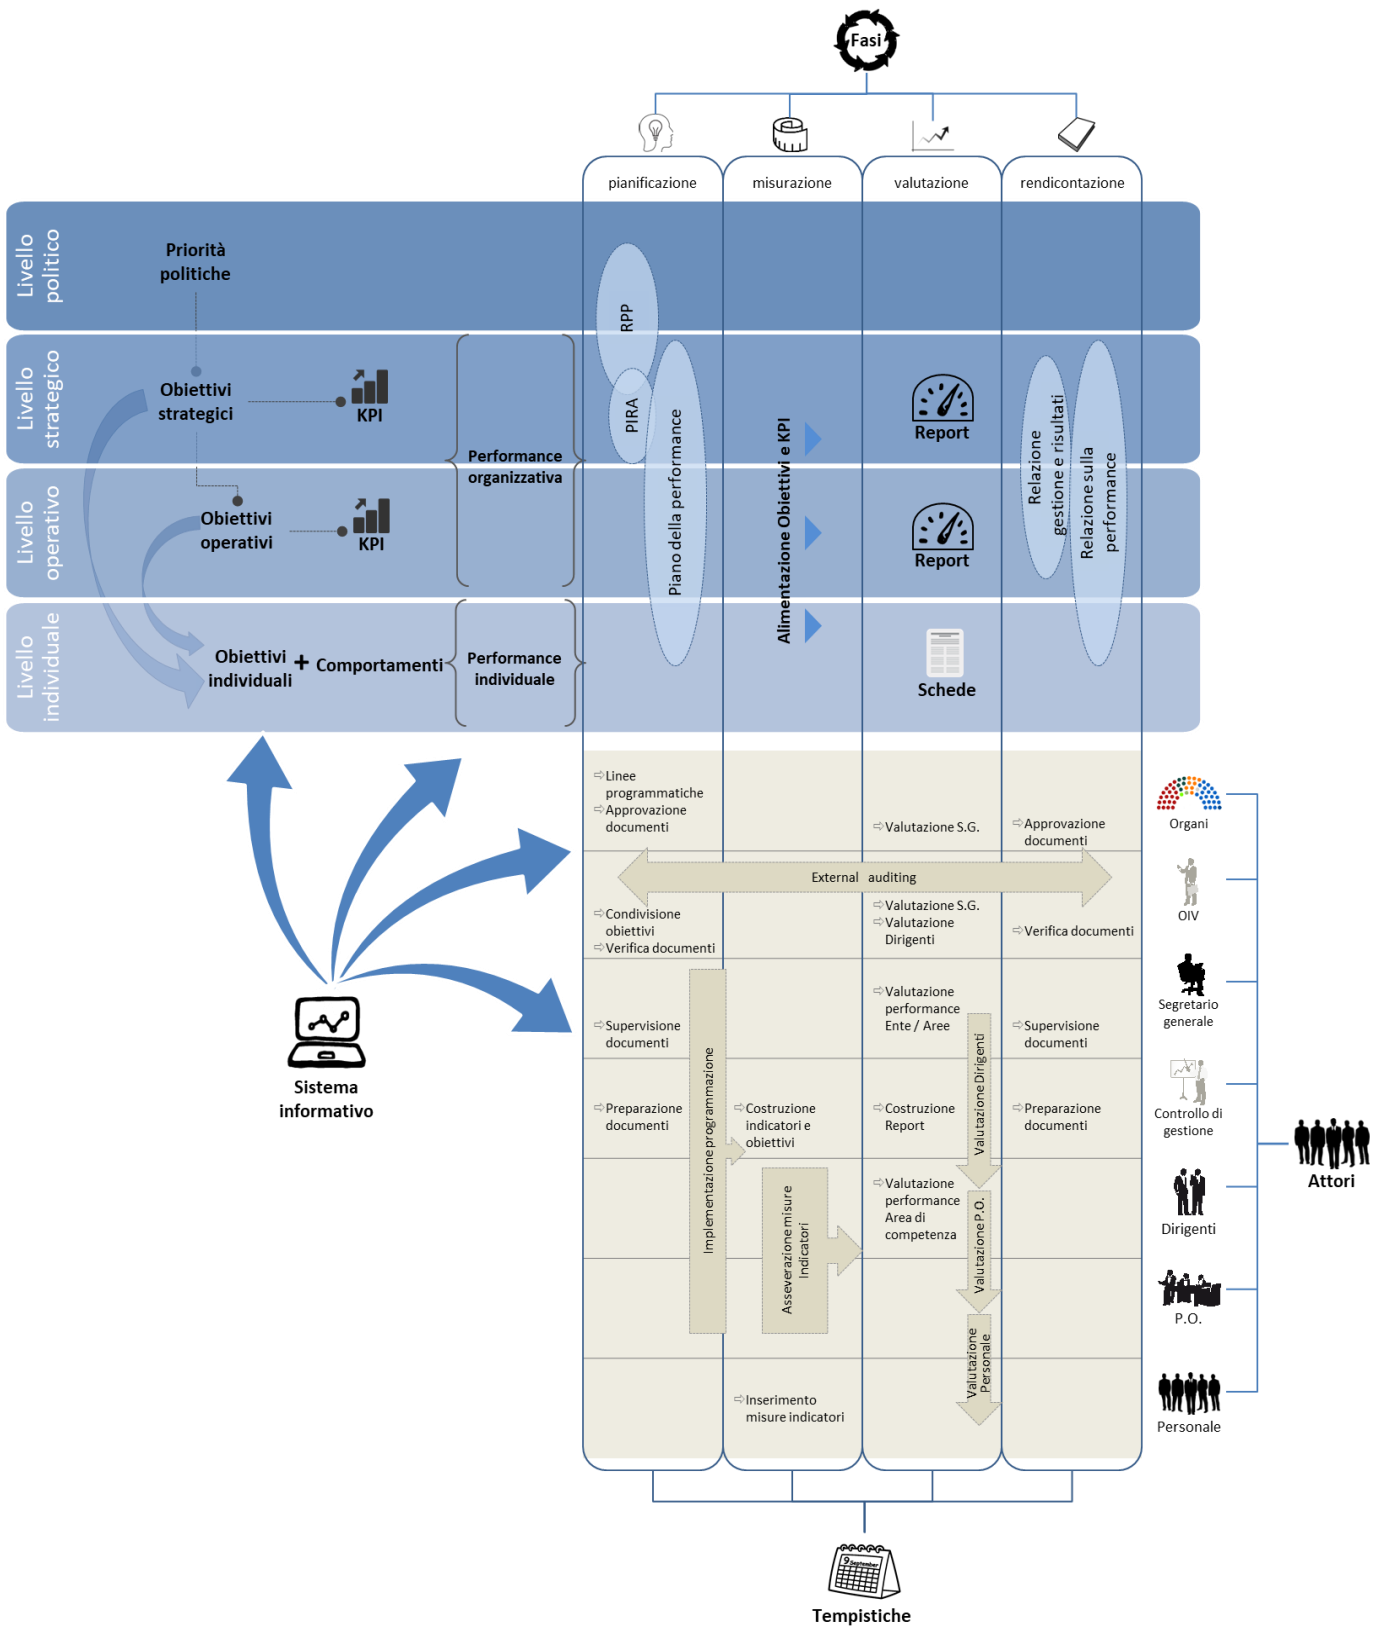 Fasi
pianificazione
misurazione
valutazione
rendicontazione
Livello
politico
Priorità
politiche
RPP
Livello
strategico
Obiettivi
strategici
KPI
PIRA
Report
Livello
operativo
Obiettivi
operativi
KPI
Performance
organizzativa
Piano della performance
Alimentazione Obiettivi e KPI
Report
Relazione
gestione e risultati
Relazione sulla
performance
Livello
individuale
Obiettivi
individuali
+
Comportamenti
Performance
individuale
Schede
Linee
programmatiche
Approvazione
documenti
Valutazione S.G.
Approvazione
documenti
Organi
External auditing
Condivisione
obiettivi
Verifica documenti
Valutazione S.G.
Valutazione
Dirigenti
Verifica documenti
OIV
Supervisione
documenti
Valutazione
performance
Ente / Aree
Supervisione
documenti
Segretario
generale
Implementazione programmazione
Valutazione Dirigenti
Preparazione
documenti
Costruzione
indicatori e
obiettivi
Costruzione
Report
Preparazione
documenti
Controllo di
gestione
Asseverazione misure
Indicatori
Valutazione
performance
Area di
competenza
Valutazione P.O.
Dirigenti
P.O.
Valutazione
Personale
Inserimento
misure indicatori
Personale
Attori
Sistema
informativo
9 September
Tempistiche